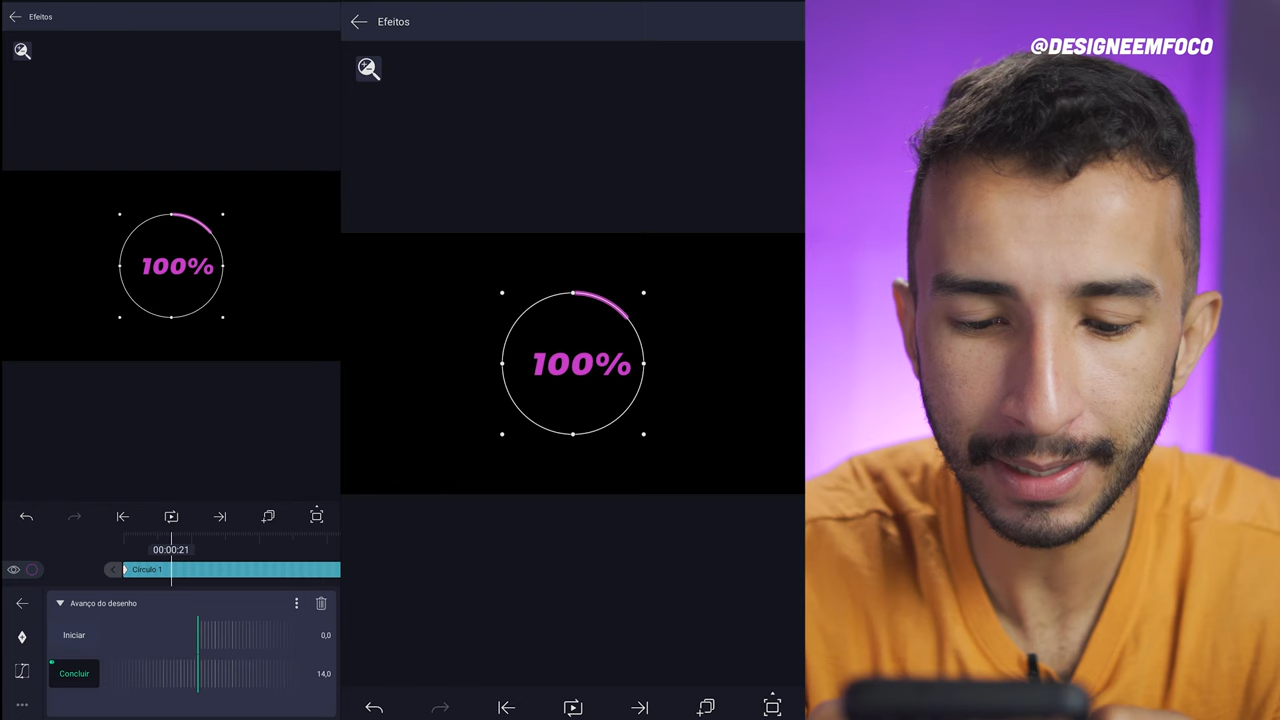 Efeitos
100%
00:00:21
Círculo 1
Avanço do desenho
Iniciar
0,0
Concluir
14,0
Efeitos
100%
@DESIGNEEMFOCO